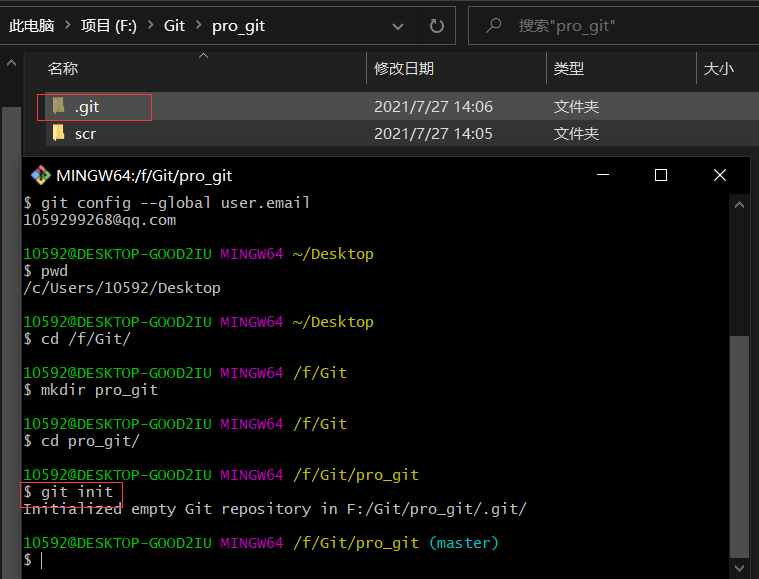 此电脑 > 项目 (F:) > Git > pro_git
搜索"pro_git"
名称 修改日期 类型 大小
.git 2021/7/27 14:06 文件夹
scr 2021/7/27 14:05 文件夹
MINGW64:/f/Git/pro_git
$ git config --global user.email
1059299268@qq.com
10592@DESKTOP-GOOD2IU MINGW64 ~/Desktop
$ pwd
/c/Users/10592/Desktop
10592@DESKTOP-GOOD2IU MINGW64 ~/Desktop
$ cd /f/Git/
10592@DESKTOP-GOOD2IU MINGW64 /f/Git
$ mkdir pro_git
10592@DESKTOP-GOOD2IU MINGW64 /f/Git
$ cd pro_git/
10592@DESKTOP-GOOD2IU MINGW64 /f/Git/pro_git
$ git init
Initialized empty Git repository in F:/Git/pro_git/.git/
10592@DESKTOP-GOOD2IU MINGW64 /f/Git/pro_git (master)
$